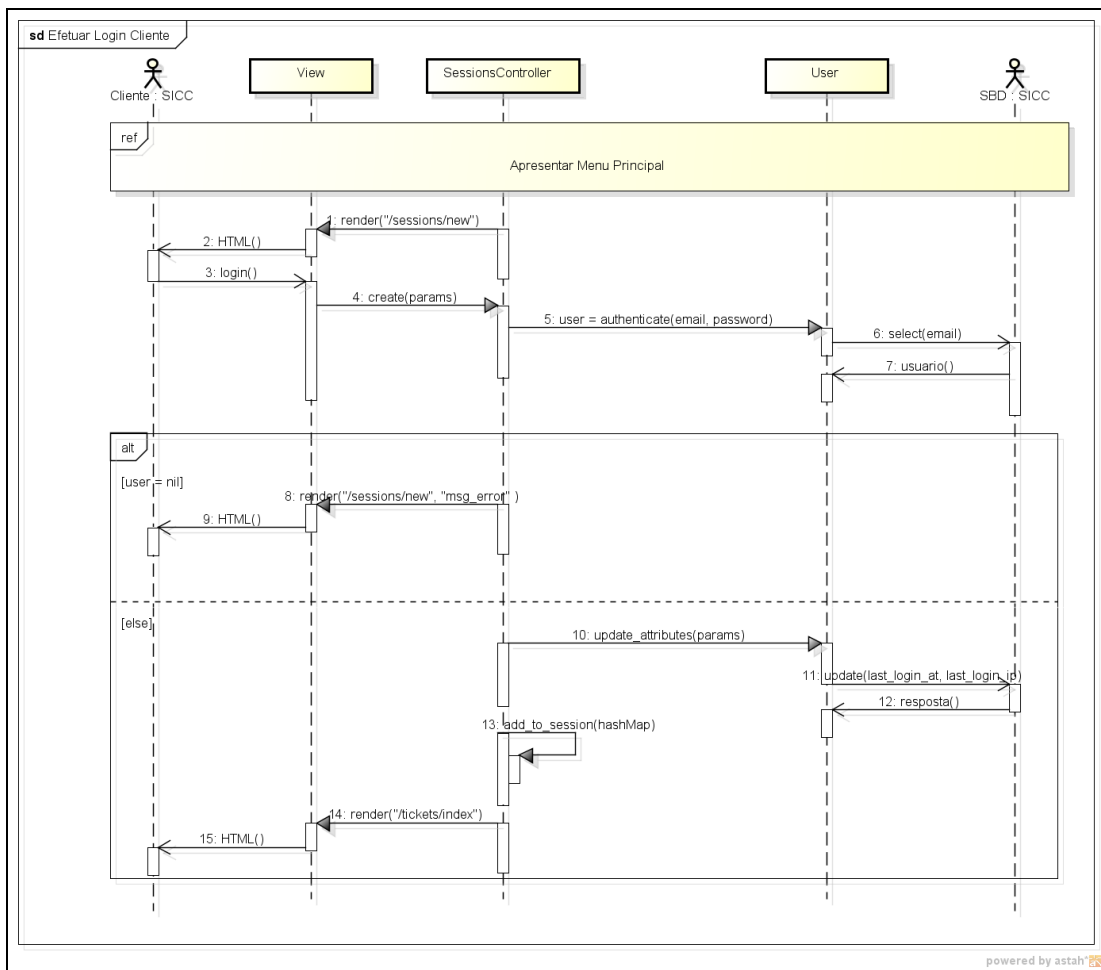 sd Efetuar Login Cliente
Cliente : SICC
View
SessionsController
User
SBD : SICC
ref
Apresentar Menu Principal
1: render("/sessions/new")
2: HTML()
3: login()
4: create(params)
5: user = authenticate(email, password)
6: select(email)
7: usuario()
alt
[user = nil]
8: render("/sessions/new", "msg_error" )
9: HTML()
[else]
10: update_attributes(params)
11: update(last_login_at, last_login_ip)
12: resposta()
13: add_to_session(hashMap)
14: render("/tickets/index")
15: HTML()
powered by astah*